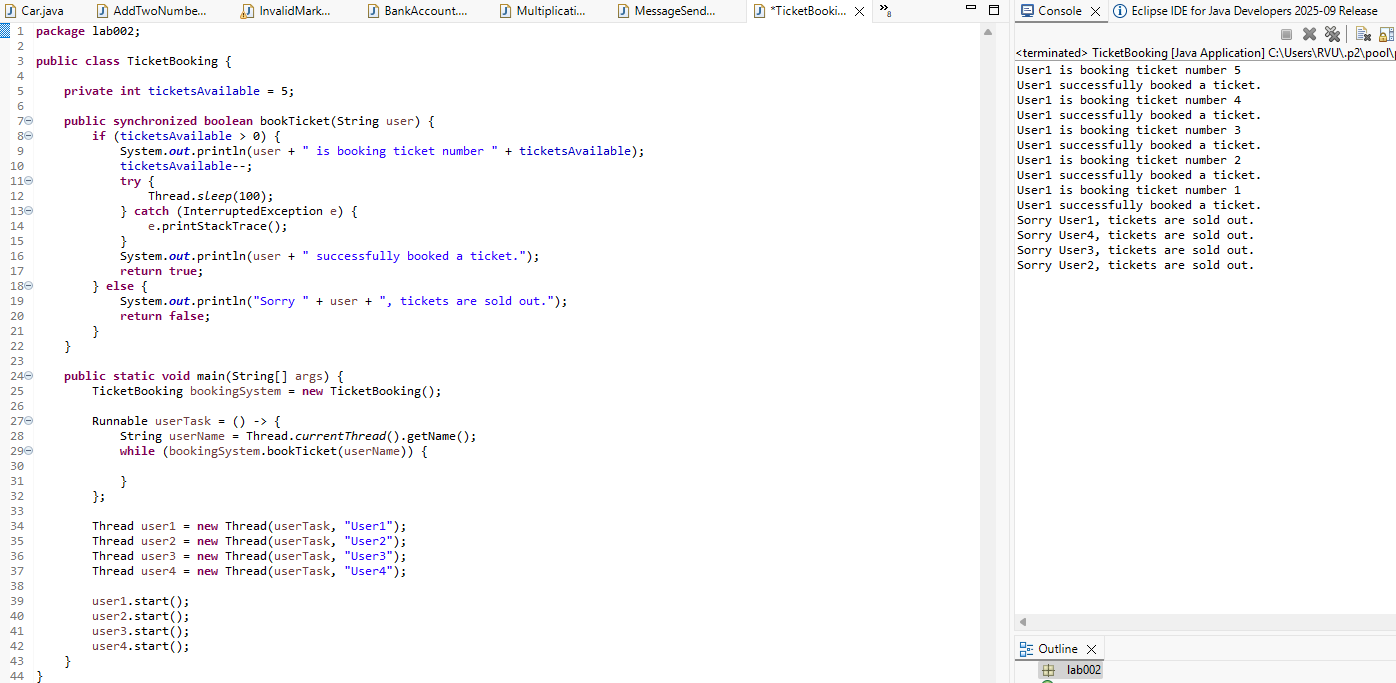 Car.java AddTwoNumbe... InvalidMark... BankAccount.... Multiplicati... MessageSend... *TicketBooki... »8
Console Eclipse IDE for Java Developers 2025-09 Release
<terminated> TicketBooking [Java Application] C:\Users\RVU\.p2\pool\
1 package lab002;
2
3 public class TicketBooking {
4
5     private int ticketsAvailable = 5;
6
7     public synchronized boolean bookTicket(String user) {
8         if (ticketsAvailable > 0) {
9             System.out.println(user + " is booking ticket number " + ticketsAvailable);
10             ticketsAvailable--;
11             try {
12                 Thread.sleep(100);
13             } catch (InterruptedException e) {
14                 e.printStackTrace();
15             }
16             System.out.println(user + " successfully booked a ticket.");
17             return true;
18         } else {
19             System.out.println("Sorry " + user + ", tickets are sold out.");
20             return false;
21         }
22     }
23
24     public static void main(String[] args) {
25         TicketBooking bookingSystem = new TicketBooking();
26
27         Runnable userTask = () -> {
28             String userName = Thread.currentThread().getName();
29             while (bookingSystem.bookTicket(userName)) {
30
31             }
32         };
33
34         Thread user1 = new Thread(userTask, "User1");
35         Thread user2 = new Thread(userTask, "User2");
36         Thread user3 = new Thread(userTask, "User3");
37         Thread user4 = new Thread(userTask, "User4");
38
39         user1.start();
40         user2.start();
41         user3.start();
42         user4.start();
43     }
44 }
User1 is booking ticket number 5
User1 successfully booked a ticket.
User1 is booking ticket number 4
User1 successfully booked a ticket.
User1 is booking ticket number 3
User1 successfully booked a ticket.
User1 is booking ticket number 2
User1 successfully booked a ticket.
User1 is booking ticket number 1
User1 successfully booked a ticket.
Sorry User1, tickets are sold out.
Sorry User4, tickets are sold out.
Sorry User3, tickets are sold out.
Sorry User2, tickets are sold out.
Outline
lab002